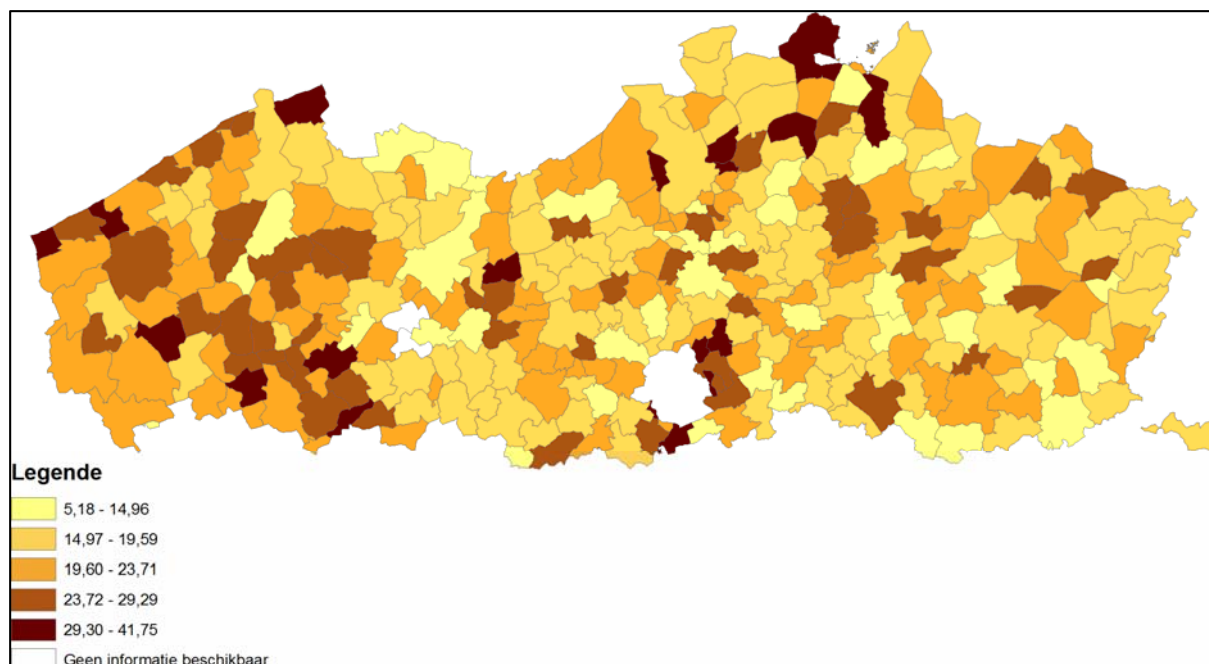 Legende
5,18 - 14,96
14,97 - 19,59
19,60 - 23,71
23,72 - 29,29
29,30 - 41,75
Geen informatie beschikbaar